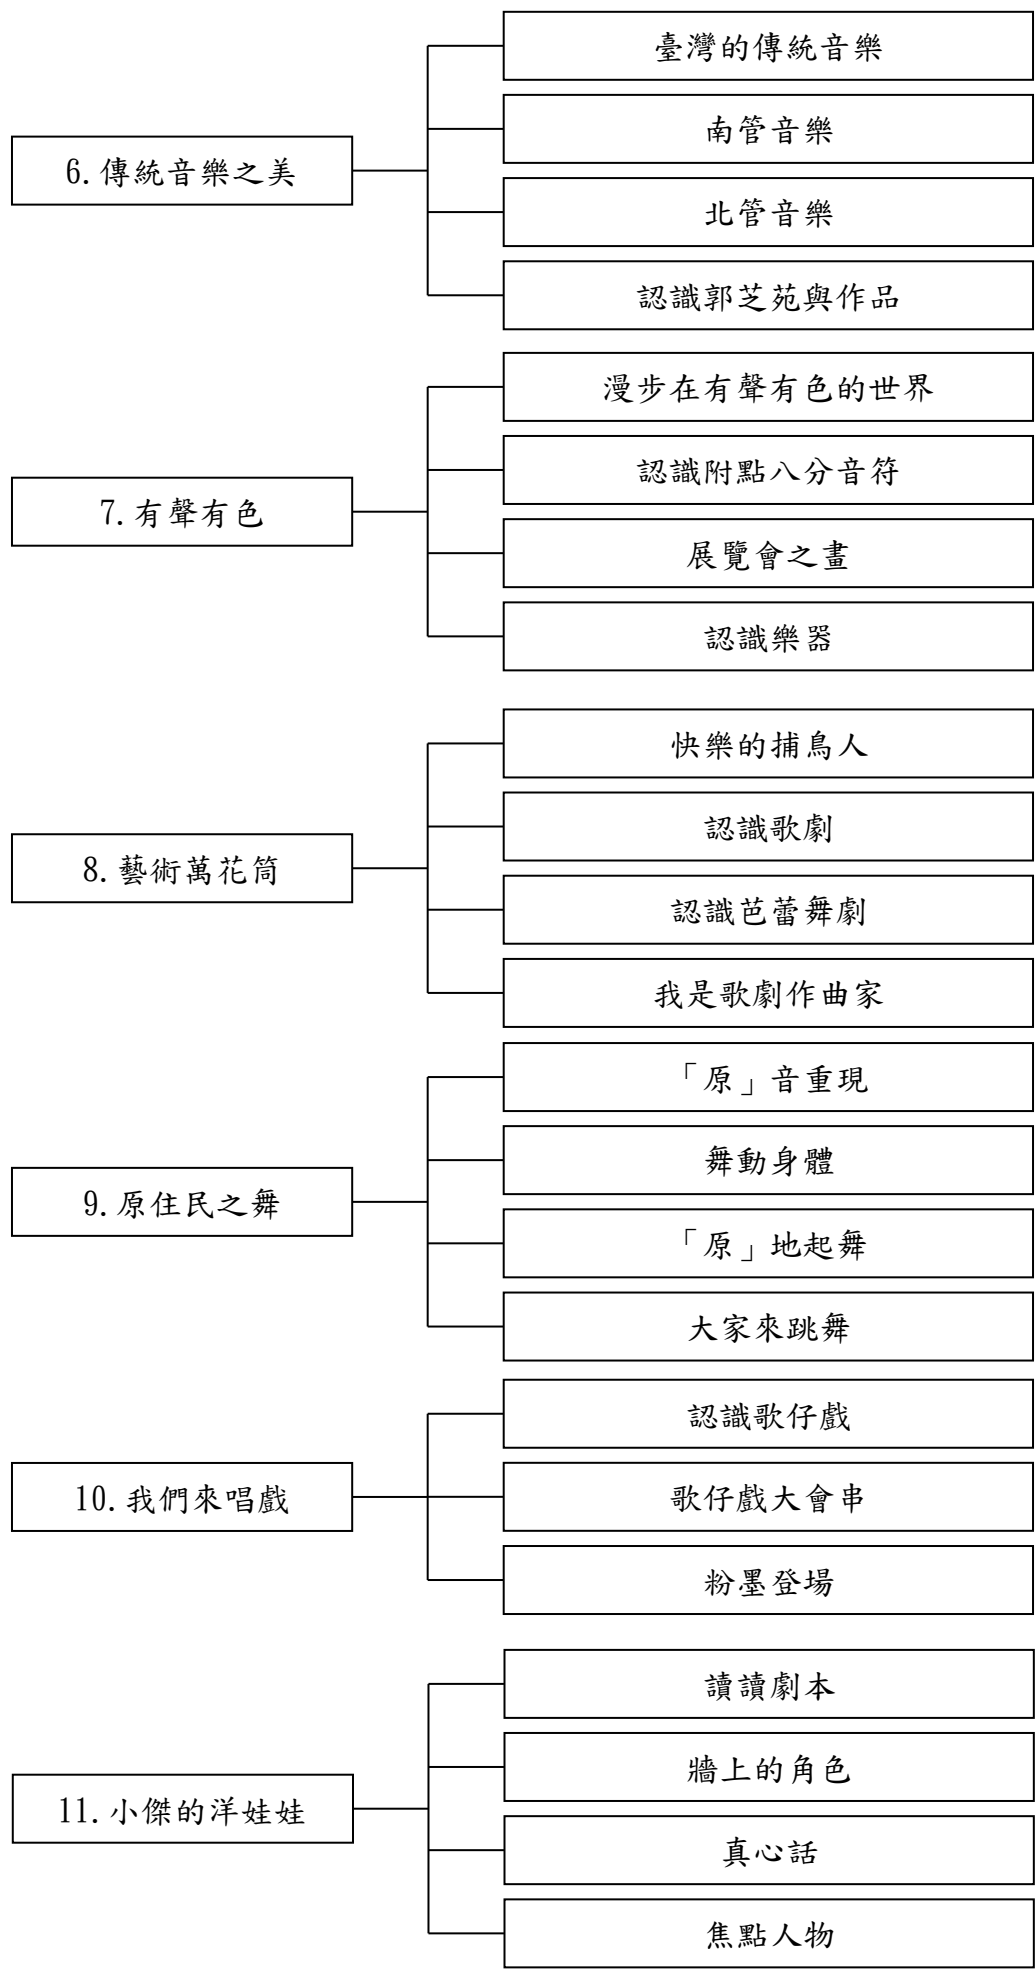 6.傳統音樂之美
臺灣的傳統音樂
南管音樂
北管音樂
認識郭芝苑與作品
7.有聲有色
漫步在有聲有色的世界
認識附點八分音符
展覽會之畫
認識樂器
8.藝術萬花筒
快樂的捕鳥人
認識歌劇
認識芭蕾舞劇
我是歌劇作曲家
9.原住民之舞
「原」音重現
舞動身體
「原」地起舞
大家來跳舞
10.我們來唱戲
認識歌仔戲
歌仔戲大會串
粉墨登場
11.小傑的洋娃娃
讀讀劇本
牆上的角色
真心話
焦點人物